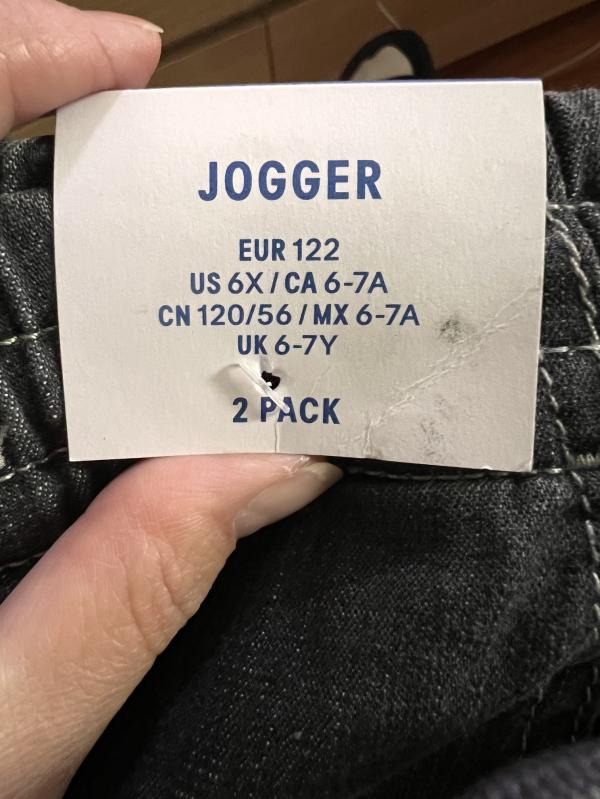 JOGGER
EUR 122
US 6X / CA 6-7A
CN 120/56 / MX 6-7A
UK 6-7Y
2 PACK